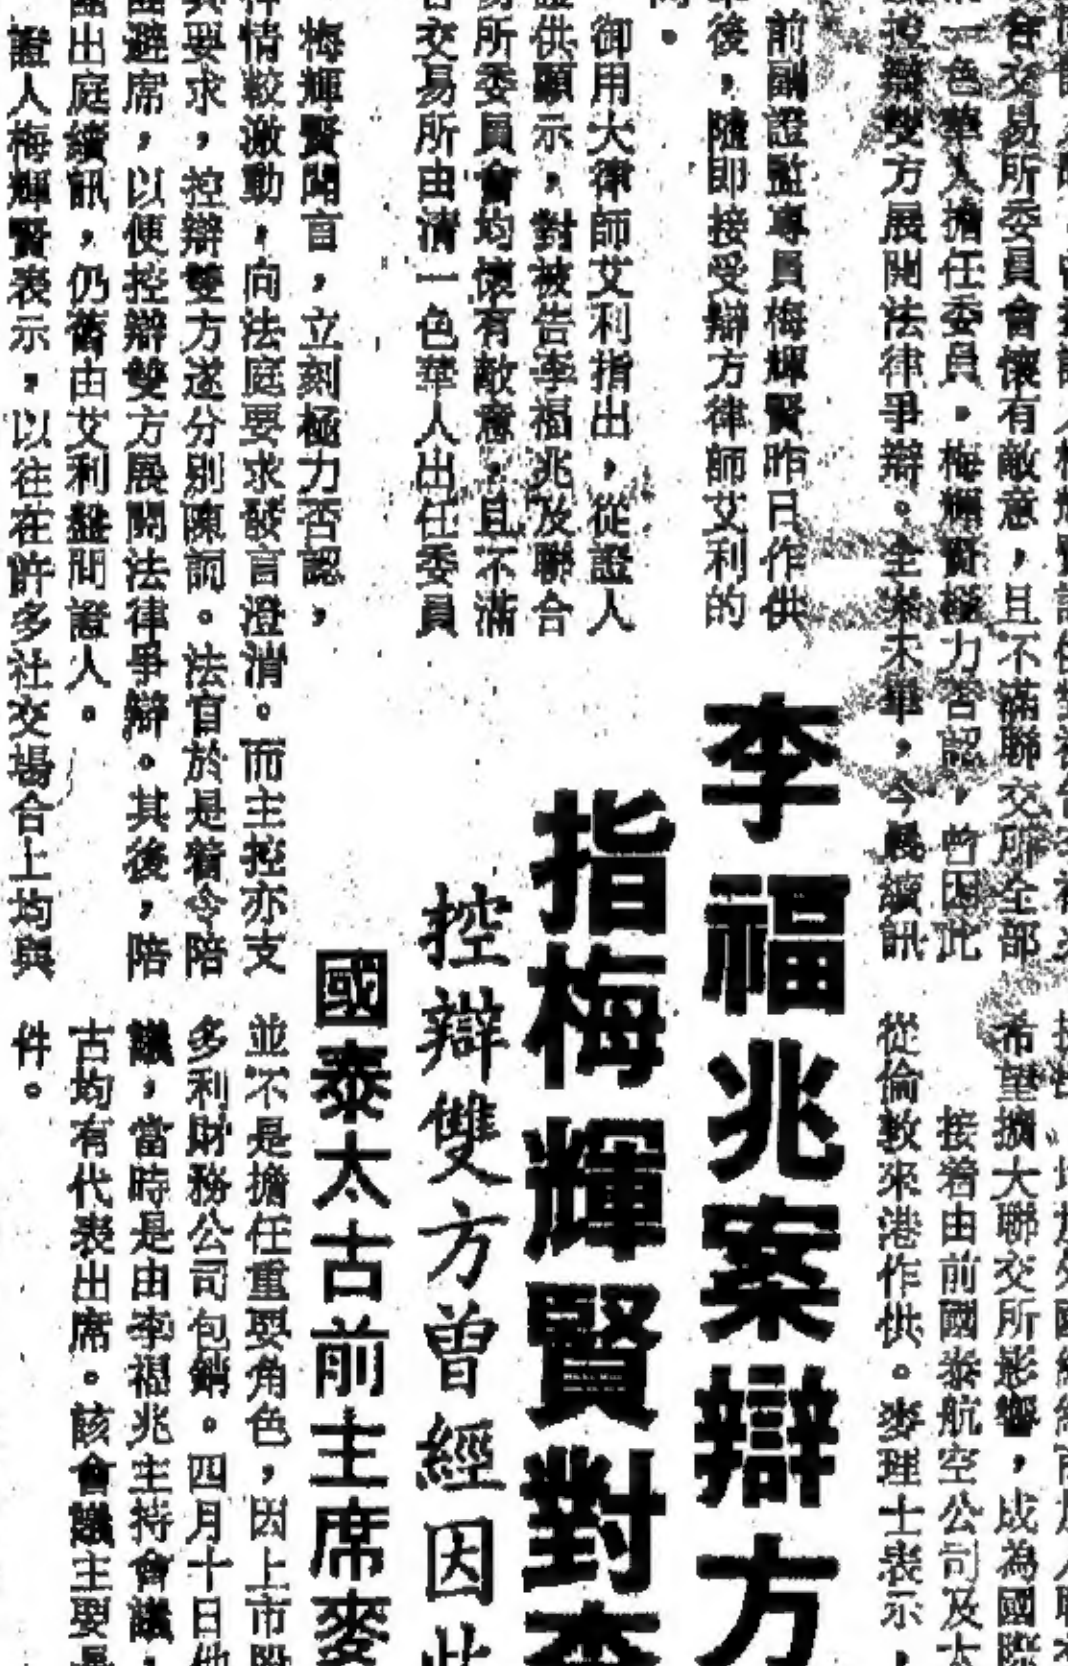 合交易所委員會懷有敵意，且不滿聯交所全部
一色華人擔任委員。梅輝賢極力否認，曾因此
控辯雙方展開法律爭辯。全案未畢，今晨續訊
前副證監專員梅輝賢昨日作供
後，隨即接受辯方律師艾利的
御用大律師艾利指出，從證人
證供顯示，對被告李福兆及聯合
易所委員會均懷有敵意，且不滿
合交易所由清一色華人出任委員
梅輝賢聞言，立刻極力否認，
情較激動，向法庭要求發言澄清。而主控亦支
要求，控辯雙方遂分別陳詞。法官於是着令陪
避席，以便控辯雙方展開法律爭辯。其後，陪
出庭續訊，仍舊由艾利盤問證人。
證人梅輝賢表示，以往在許多社交場合上均與
李福兆案辯方
指梅輝賢對李
控辯雙方曾經因此
國泰太古前主席麥
希望擴大聯交所影響，成為國際
接着由前國泰航空公司及太
從倫敦來港作供。麥理士表示，
並不是擔任重要角色，因上市
多利財務公司包銷。四月十日他
議，當時是由李福兆主持會議，
古均有代表出席。該會議主要
件。